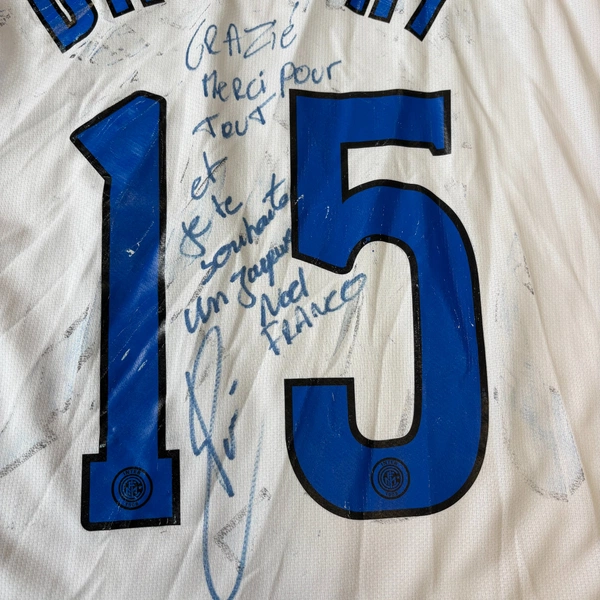 GRAZIE
MERCI POUR
TOUT
et
je te
souhaite
un joyeux
Noel
FRANCO
15